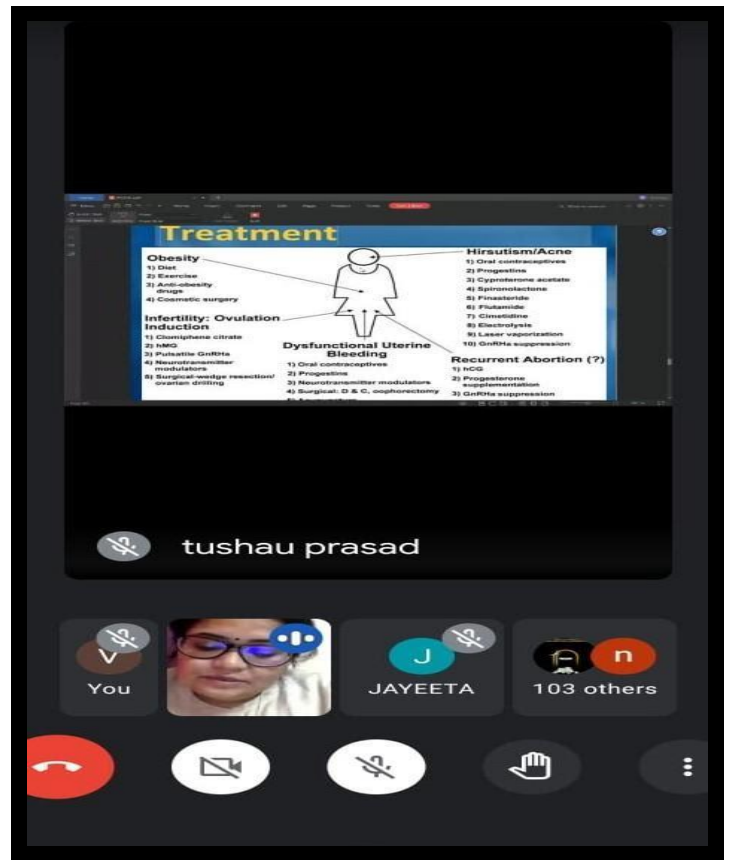 Treatment
Obesity
1) Diet
2) Exercise
3) Anti-obesity
drugs
4) Cosmetic surgery
Infertility: Ovulation
Induction
1) Clomiphene citrate
2) hMG
3) Pulsatile GnRHa
4) Neurotransmitter
modulators
5) Surgical-wedge resection/
ovarian drilling
Dysfunctional Uterine
Bleeding
1) Oral contraceptives
2) Progestins
3) Neurotransmitter modulators
4) Surgical: D & C, oophorectomy
Hirsutism/Acne
1) Oral contraceptives
2) Progestins
3) Cyproterone acetate
4) Spironolactone
5) Finasteride
6) Flutamide
7) Cimetidine
8) Electrolysis
9) Laser vaporization
10) GnRHa suppression
Recurrent Abortion (?)
1) hCG
2) Progesterone
supplementation
3) GnRHa suppression
tushau prasad
V
You
J
JAYEETA
n
103 others